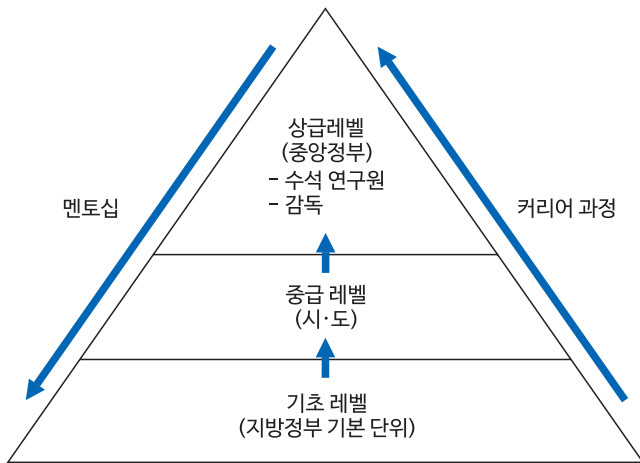 상급레벨
(중앙정부)
- 수석 연구원
- 감독
멘토십
커리어 과정
중급 레벨
(시·도)
기초 레벨
(지방정부 기본 단위)